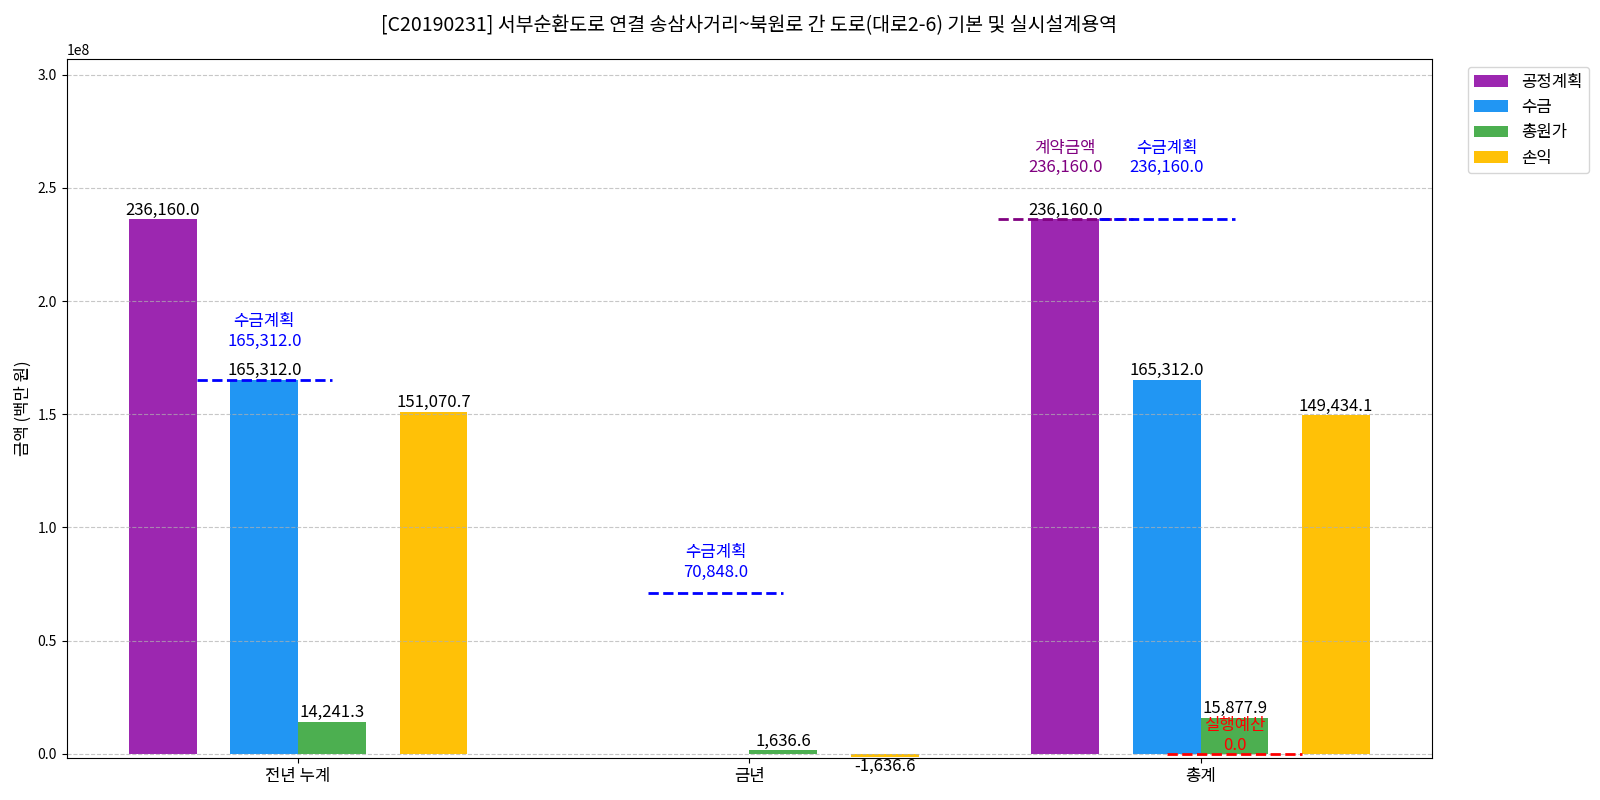 [C20190231] 서부순환도로 연결 송삼사거리~북원로 간 도로(대로2-6) 기본 및 실시설계용역
1e8
3.0
2.5
2.0
1.5
1.0
0.5
0.0
금액 (백만 원)
공정계획
수금
총원가
손익
236,160.0
수금계획
165,312.0
165,312.0
14,241.3
151,070.7
수금계획
70,848.0
1,636.6
-1,636.6
계약금액
236,160.0
수금계획
236,160.0
236,160.0
165,312.0
15,877.9
실행예산
0.0
149,434.1
전년 누계
금년
총계